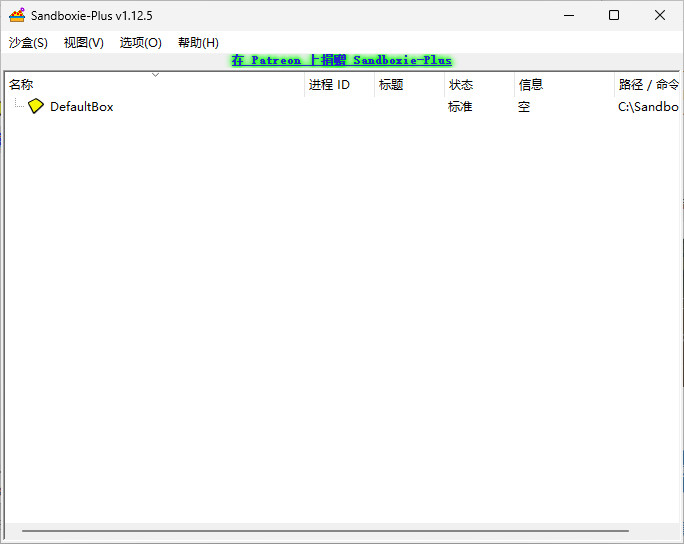 Sandboxie-Plus v1.12.5
沙盒(S) 视图(V) 选项(O) 帮助(H)
在 Patreon 上捐赠 Sandboxie-Plus
名称 进程 ID 标题 状态 信息 路径 / 命令
DefaultBox 标准 空 C:\Sandbo